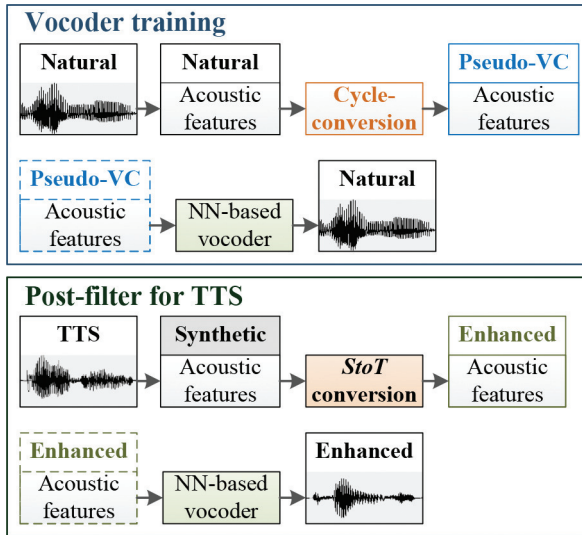 Vocoder training
Natural
Natural
Acoustic
features
Cycle-
conversion
Pseudo-VC
Acoustic
features
Pseudo-VC
Acoustic
features
NN-based
vocoder
Natural
Post-filter for TTS
TTS
Synthetic
Acoustic
features
StoT
conversion
Enhanced
Acoustic
features
Enhanced
Acoustic
features
NN-based
vocoder
Enhanced